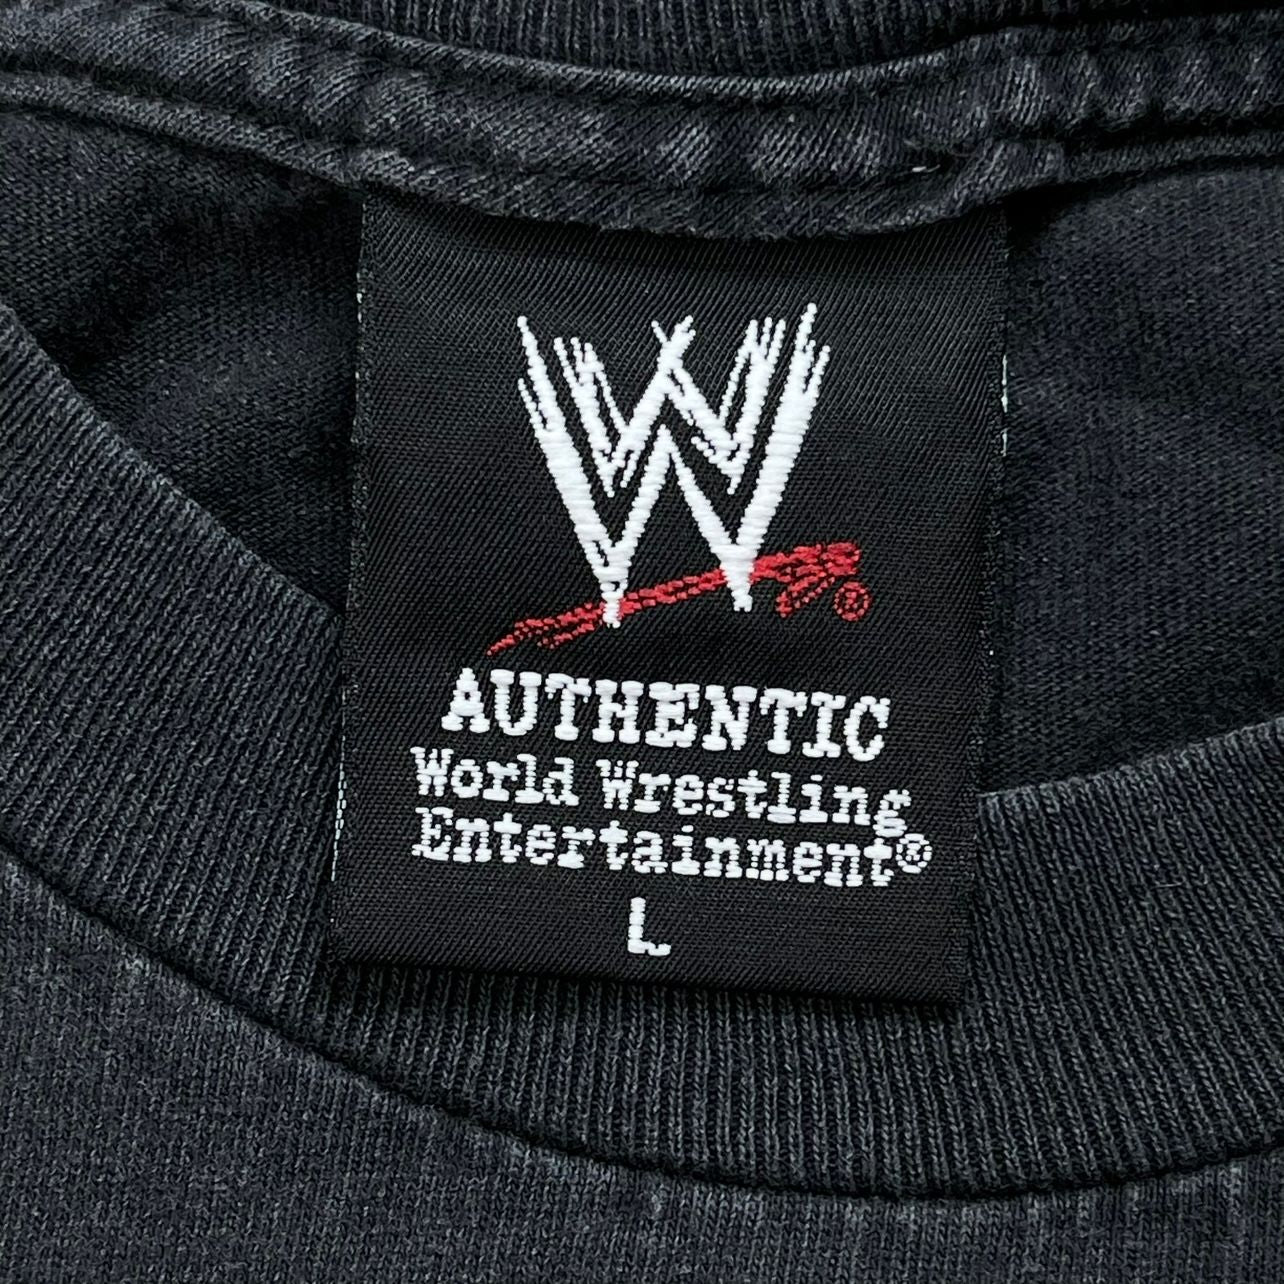 W
®
AUTHENTIC
World Wrestling
Entertainment®
L